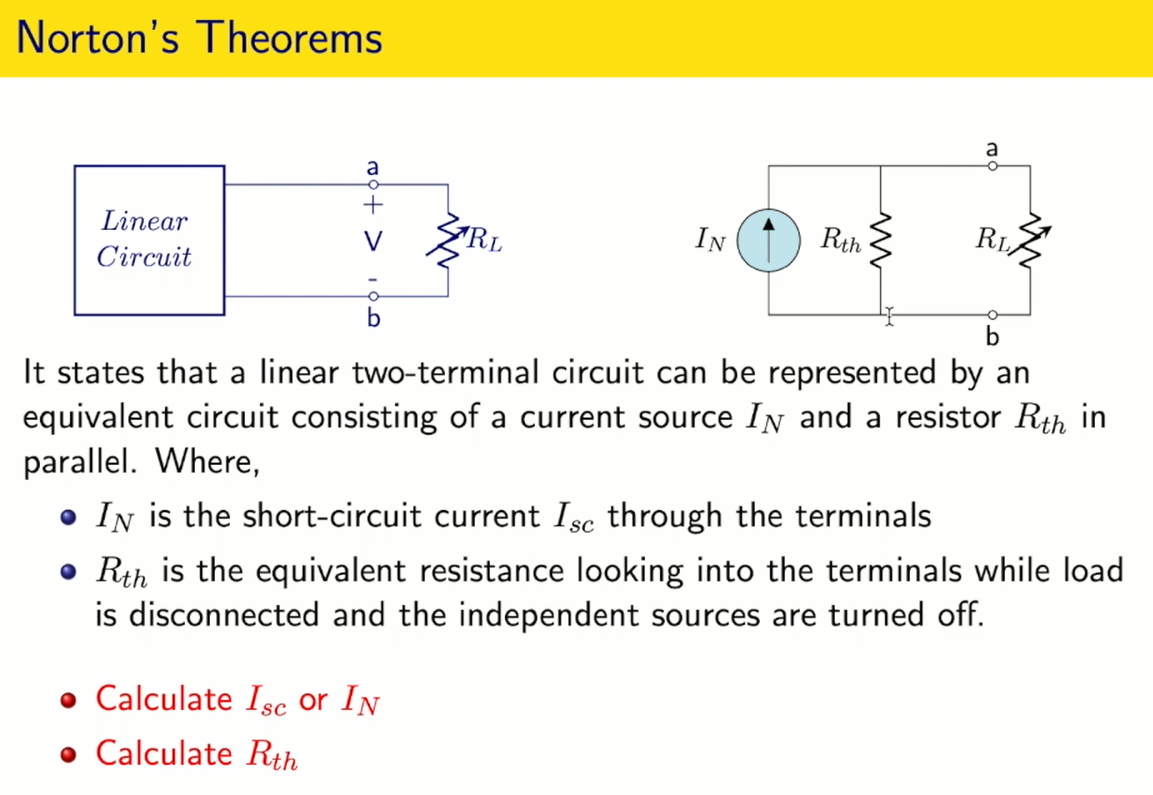 Norton's Theorems
Linear
Circuit
a
+
V
-
b
R_L
I_N
R_th
R_L
a
b
It states that a linear two-terminal circuit can be represented by an
equivalent circuit consisting of a current source I_N and a resistor R_th in
parallel. Where,
I_N is the short-circuit current I_sc through the terminals
R_th is the equivalent resistance looking into the terminals while load
is disconnected and the independent sources are turned off.
Calculate I_sc or I_N
Calculate R_th